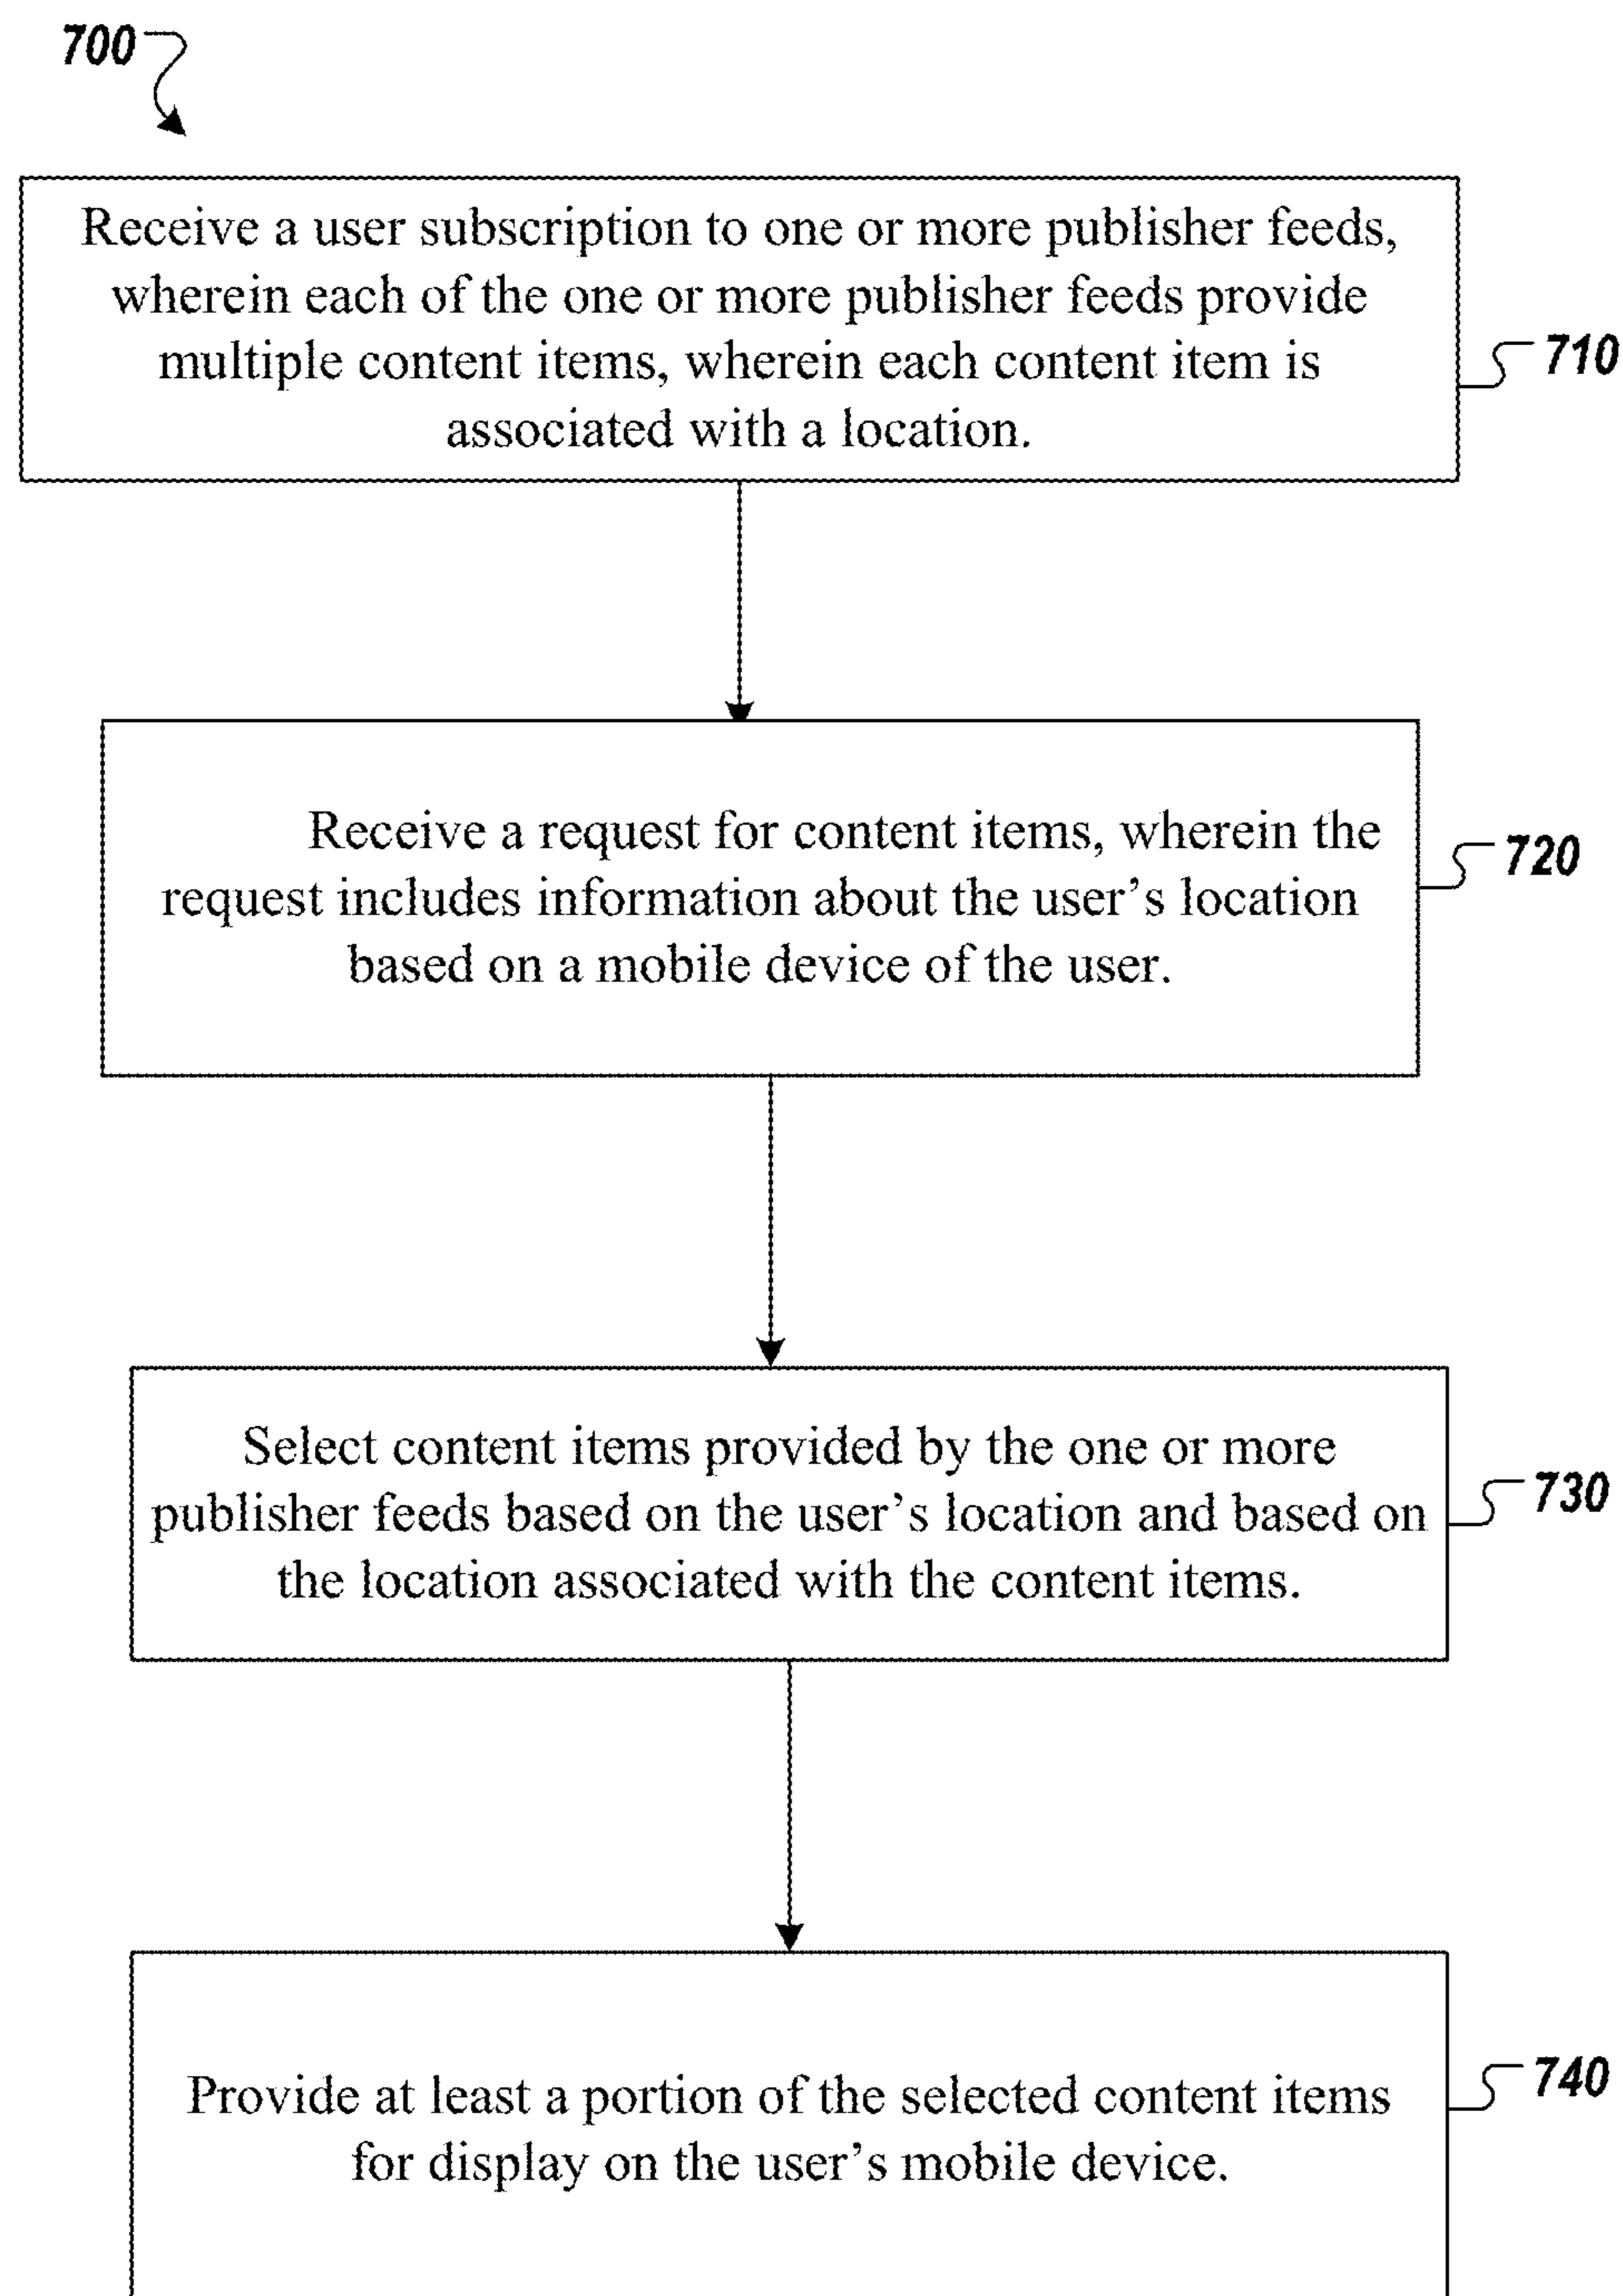 700
Receive a user subscription to one or more publisher feeds,
wherein each of the one or more publisher feeds provide
multiple content items, wherein each content item is
associated with a location.
710
Receive a request for content items, wherein the
request includes information about the user’s location
based on a mobile device of the user.
720
Select content items provided by the one or more
publisher feeds based on the user’s location and based on
the location associated with the content items.
730
Provide at least a portion of the selected content items
for display on the user’s mobile device.
740